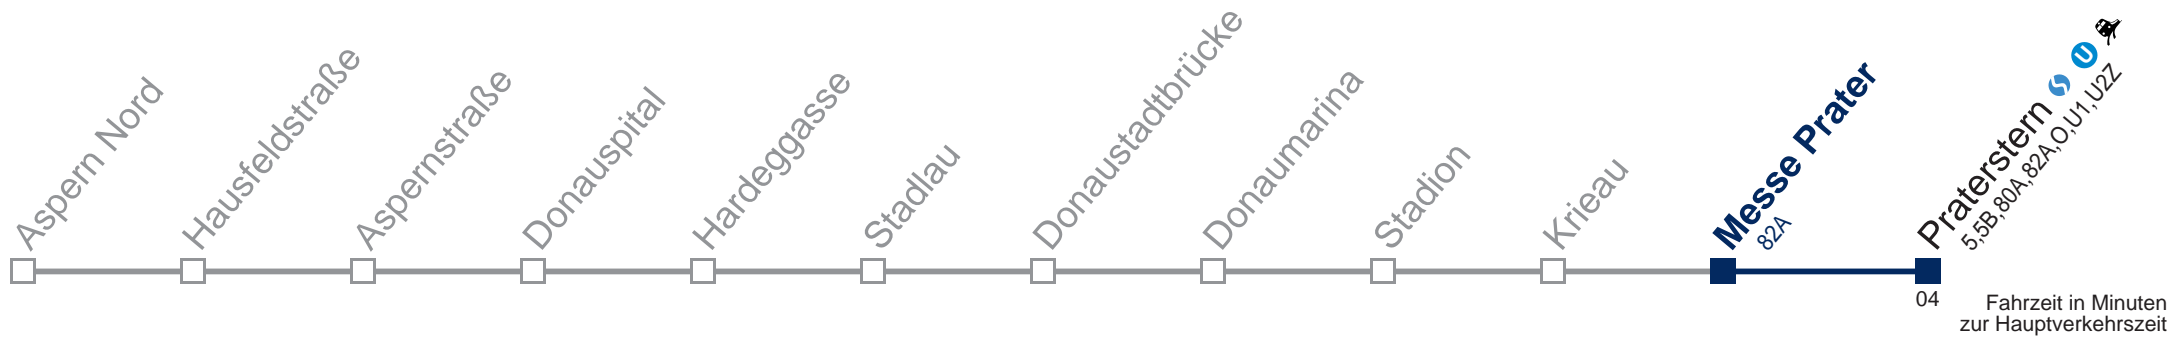 Aspern Nord
Hausfeldstraße
Aspernstraße
Donauspital
Hardeggasse
Stadlau
Donaustadtbrücke
Donaumarina
Stadion
Krieau
Messe Prater
82A
Praterstern S U
5,5B,80A,82A,O,U1,U2Z
04
Fahrzeit in Minuten
zur Hauptverkehrszeit